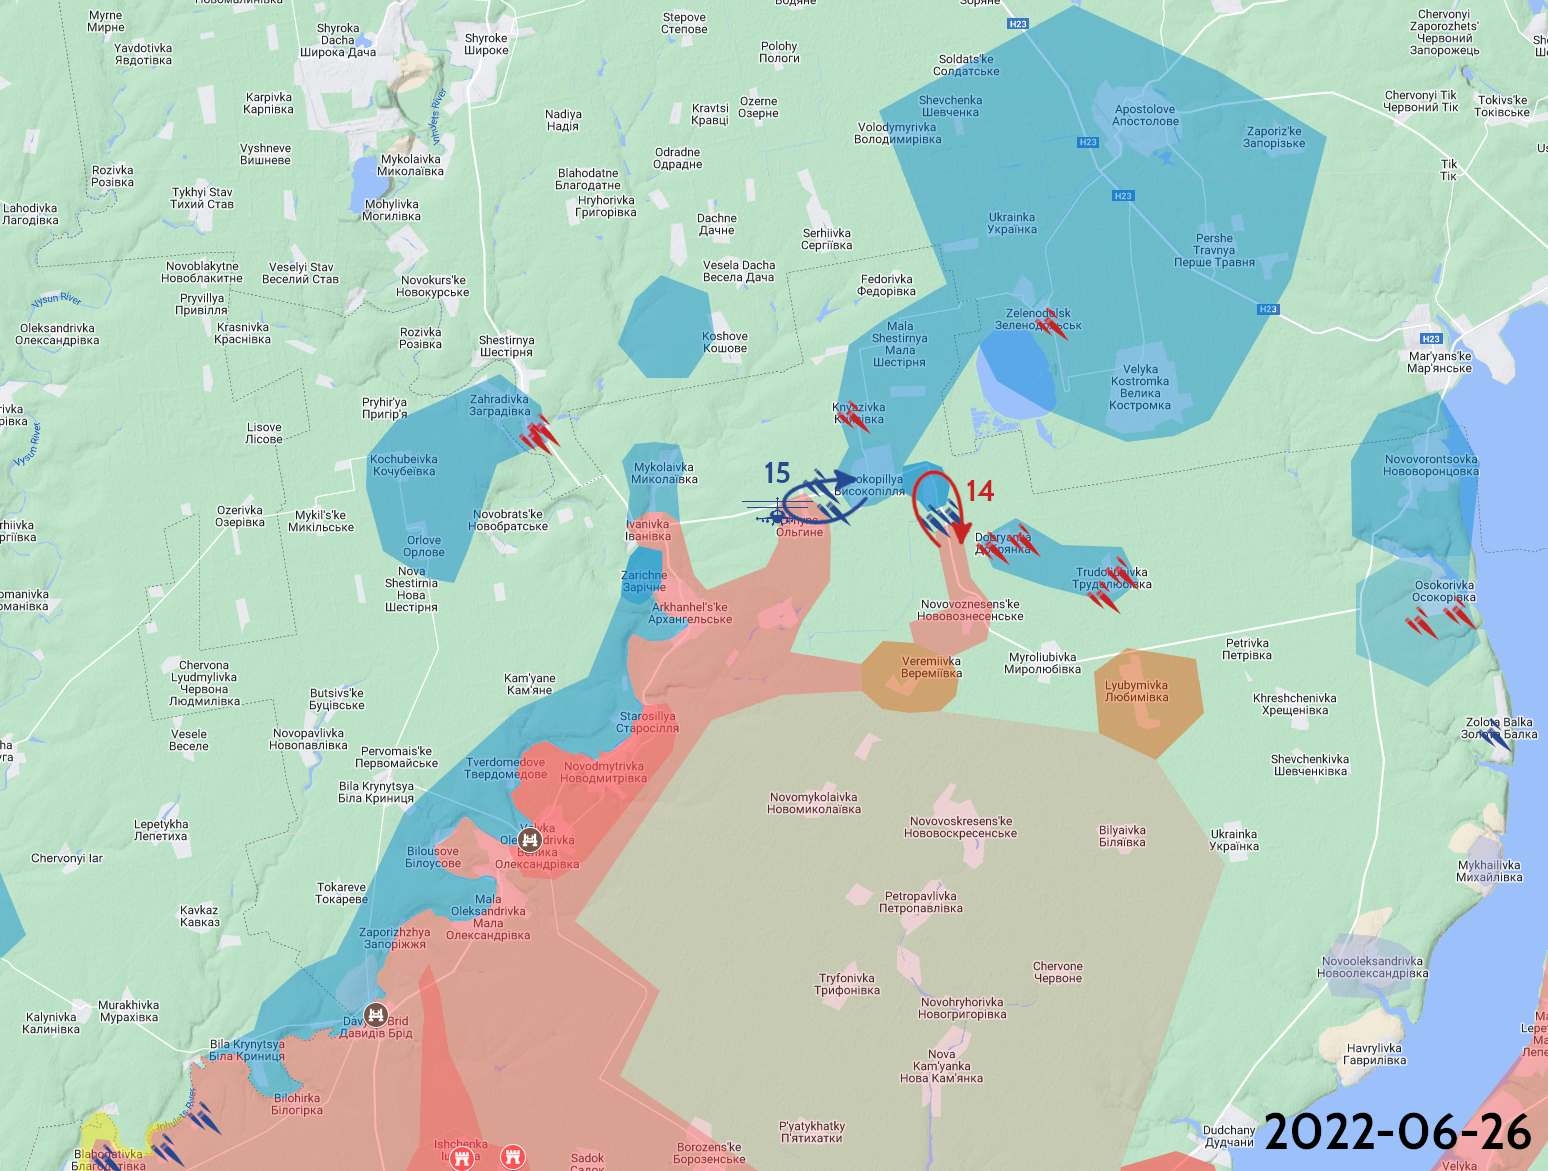 Myrne
Мирне
Новомалинівка
Водяне
Зоряне
H23
Stepove
Степове
Shyroka
Dacha
Широка Дача
Shyroke
Широке
Yavdotivka
Явдотівка
Polohy
Пологи
Soldats'ke
Солдатське
Chervonyi
Zaporozhets'
Червоний
Запорожець
Karpivka
Карпівка
Inhulets River
Nadiya
Надія
Kravtsi
Кравці
Ozerne
Озерне
Shevchenka
Шевченка
Apostolove
Апостолове
Chervonyi Tik
Червоний Тік
Tokivs'ke
Токівське
Volodymyrivka
Володимирівка
H23
Zaporiz'ke
Запорізьке
Vyshneve
Вишневе
Mykolaivka
Миколаївка
Odradne
Одрадне
Rozivka
Розівка
Blahodatne
Благодатне
Tik
Тік
Tykhyi Stav
Тихий Став
Mohylivka
Могилівка
Hryhorivka
Григорівка
H23
Lahodivka
Лагодівка
Dachne
Дачне
Ukrainka
Українка
Serhiivka
Сергіївка
Pershe
Travnya
Перше Травня
Novoblakytne
Новоблакитне
Veselyi Stav
Веселий Став
Novokurs'ke
Новокурське
Vesela Dacha
Весела Дача
Fedorivka
Федорівка
Vysun River
Pryvillya
Привілля
H23
Zelenodolsk
Зеленодольськ
Oleksandrivka
Олександрівка
Krasnivka
Краснівка
Rozivka
Розівка
Shestirnya
Шестірня
Koshove
Кошове
Mala
Shestirnya
Мала
Шестірня
H23
Mar'yans'ke
Мар'янське
Velyka
Kostromka
Велика
Костромка
Pryhir'ya
Пригір'я
Zahradivka
Заградівка
Knyazivka
Князівка
Lisove
Лісове
Vysun River
Kochubeivka
Кочубеївка
Mykolaivka
Миколаївка
15
Високопілля
14
Novovorontsovka
Нововоронцовка
Ozerivka
Озерівка
Mykil's'ke
Микільське
Novobrats'ke
Новобратське
Ivanivka
Іванівка
Ольгине
Orlove
Орлове
Dobryanka
Добрянка
Nova
Shestirnia
Нова
Шестірня
Zarichne
Зарічне
Trudoliubivka
Трудолюбівка
Osokorivka
Осокорівка
Arkhanhel's'ke
Архангельське
Novovoznesens'ke
Нововознесенське
Petrivka
Петрівка
Chervona
Lyudmylivka
Червона
Людмилівка
Kam'yane
Кам'яне
Veremiivka
Вереміївка
Myroliubivka
Миролюбівка
Butsivs'ke
Буцівське
Lyubymivka
Любимівка
Khreshchenivka
Хрещенівка
Starosillya
Старосілля
Vesele
Веселе
Novopavlivka
Новопавлівка
Zolota Balka
Золота Балка
Pervomais'ke
Первомайське
Tverdomedove
Твердомедове
Novodmytrivka
Новодмитрівка
Shevchenkivka
Шевченківка
Bila Krynytsya
Біла Криниця
Novomykolaivka
Новомиколаївка
Lepetykha
Лепетиха
Velyka
Oleksandrivka
Велика
Олександрівка
Novovoskresens'ke
Нововоскресенське
Bilyaivka
Біляївка
Ukrainka
Українка
Chervonyi Iar
Bilousove
Білоусове
Mykhailivka
Михайлівка
Tokareve
Токареве
Mala
Oleksandrivka
Мала
Олександрівка
Petropavlivka
Петропавлівка
Kavkaz
Кавказ
Zaporizhzhya
Запоріжжя
Tryfonivka
Трифонівка
Chervone
Червоне
Novooleksandrivka
Новоолександрівка
Murakhivka
Мурахівка
Novohryhorivka
Новогригорівка
Kalynivka
Калинівка
Давидів Брід
Bila Krynytsya
Біла Криниця
Havrylivka
Гаврилівка
Nova
Kam'yanka
Нова Кам'янка
Bilohirka
Білогірка
Inhulets River
P'yatykhatky
П'ятихатки
Dudchany
Дудчани
2022-06-26
Blahodativka
Благодатівка
Ishchenka
Borozens'ke
Борозенське
Sadok
Садок
Velyka